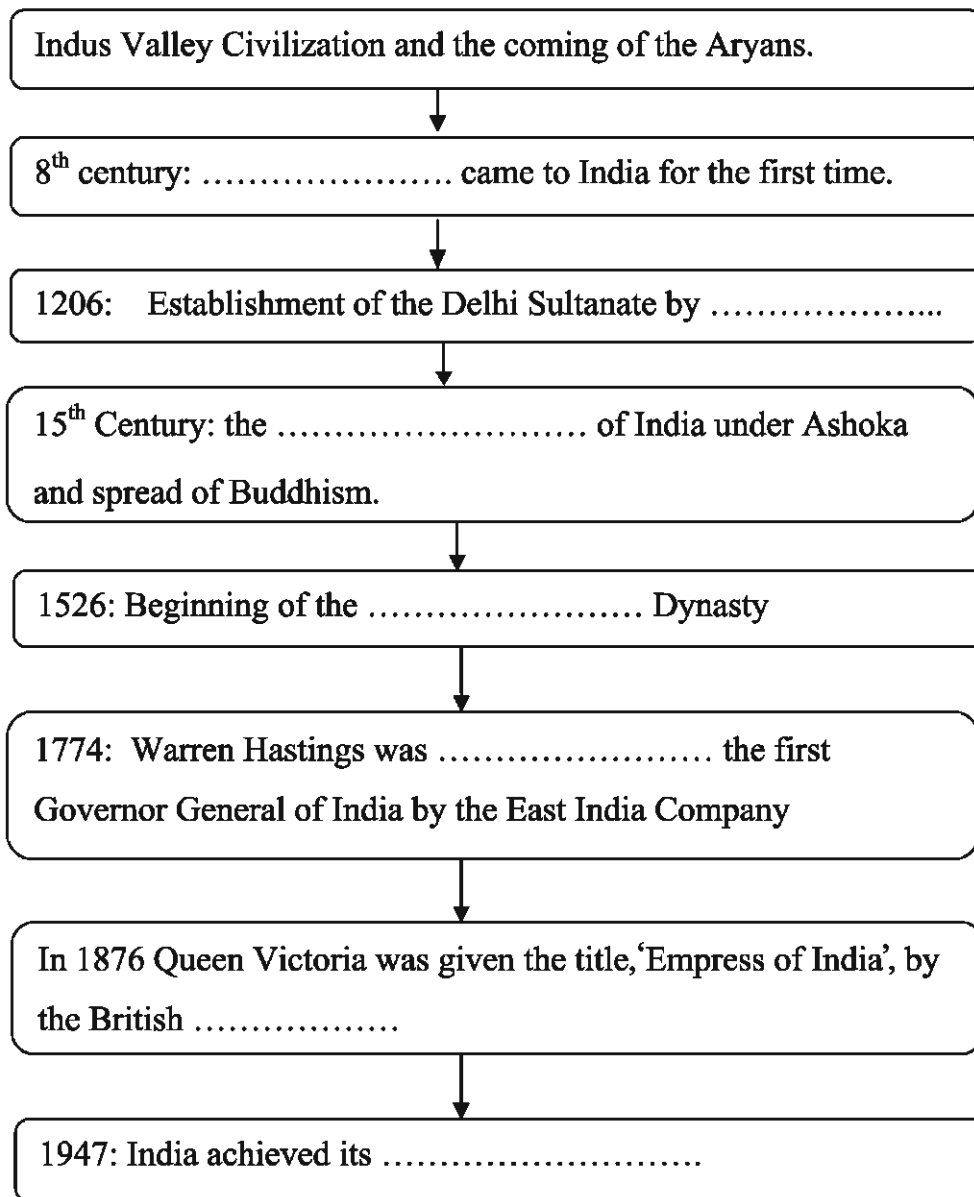 Indus Valley Civilization and the coming of the Aryans.
8th century: ........................ came to India for the first time.
1206: Establishment of the Delhi Sultanate by ......................
15th Century: the .............................. of India under Ashoka
and spread of Buddhism.
1526: Beginning of the .......................... Dynasty
1774: Warren Hastings was .......................... the first
Governor General of India by the East India Company
In 1876 Queen Victoria was given the title,‘Empress of India’, by
the British ....................
1947: India achieved its ..............................